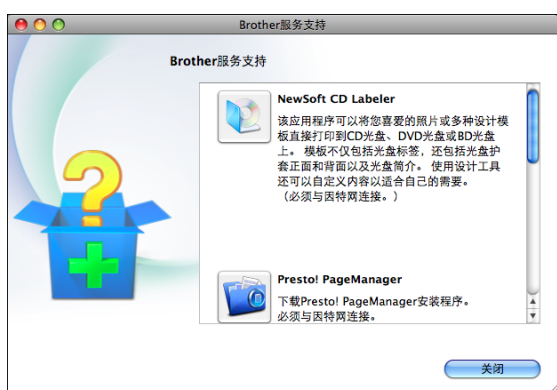 Brother服务支持
Brother服务支持
NewSoft CD Labeler
该应用程序可以将您喜爱的照片或多种设计模
板直接打印到CD光盘、DVD光盘或BD光盘
上。 模板不仅包括光盘标签，还包括光盘护
套正面和背面以及光盘简介。 使用设计工具
还可以自定义内容以适合自己的需要。
（必须与因特网连接。）
Presto! PageManager
下载Presto! PageManager安装程序。
必须与因特网连接。
关闭